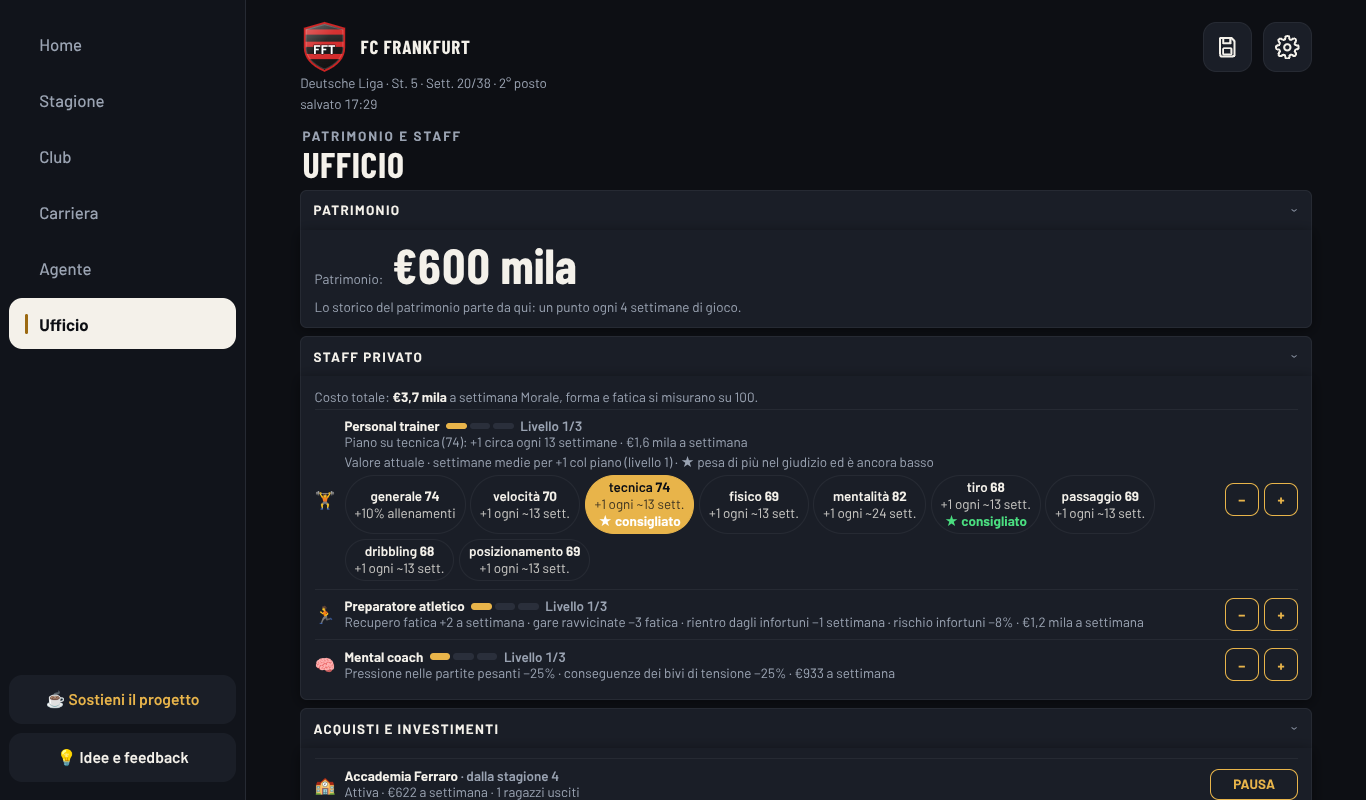 Home
Stagione
Club
Carriera
Agente
Ufficio
☕ Sostieni il progetto
💡 Idee e feedback
FFT
FC FRANKFURT
Deutsche Liga · St. 5 · Sett. 20/38 · 2° posto
salvato 17:29
PATRIMONIO E STAFF
UFFICIO
PATRIMONIO
Patrimonio: €600 mila
Lo storico del patrimonio parte da qui: un punto ogni 4 settimane di gioco.
STAFF PRIVATO
Costo totale: €3,7 mila a settimana Morale, forma e fatica si misurano su 100.
Personal trainer Livello 1/3
Piano su tecnica (74): +1 circa ogni 13 settimane · €1,6 mila a settimana
Valore attuale · settimane medie per +1 col piano (livello 1) · ★ pesa di più nel giudizio ed è ancora basso
generale 74
+10% allenamenti
velocità 70
+1 ogni ~13 sett.
tecnica 74
+1 ogni ~13 sett.
★ consigliato
fisico 69
+1 ogni ~13 sett.
mentalità 82
+1 ogni ~24 sett.
tiro 68
+1 ogni ~13 sett.
★ consigliato
passaggio 69
+1 ogni ~13 sett.
dribbling 68
+1 ogni ~13 sett.
posizionamento 69
+1 ogni ~13 sett.
− +
Preparatore atletico Livello 1/3
Recupero fatica +2 a settimana · gare ravvicinate −3 fatica · rientro dagli infortuni −1 settimana · rischio infortuni −8% · €1,2 mila a settimana
− +
Mental coach Livello 1/3
Pressione nelle partite pesanti −25% · conseguenze dei bivi di tensione −25% · €933 a settimana
− +
ACQUISTI E INVESTIMENTI
Accademia Ferraro · dalla stagione 4
Attiva · €622 a settimana · 1 ragazzi usciti
PAUSA